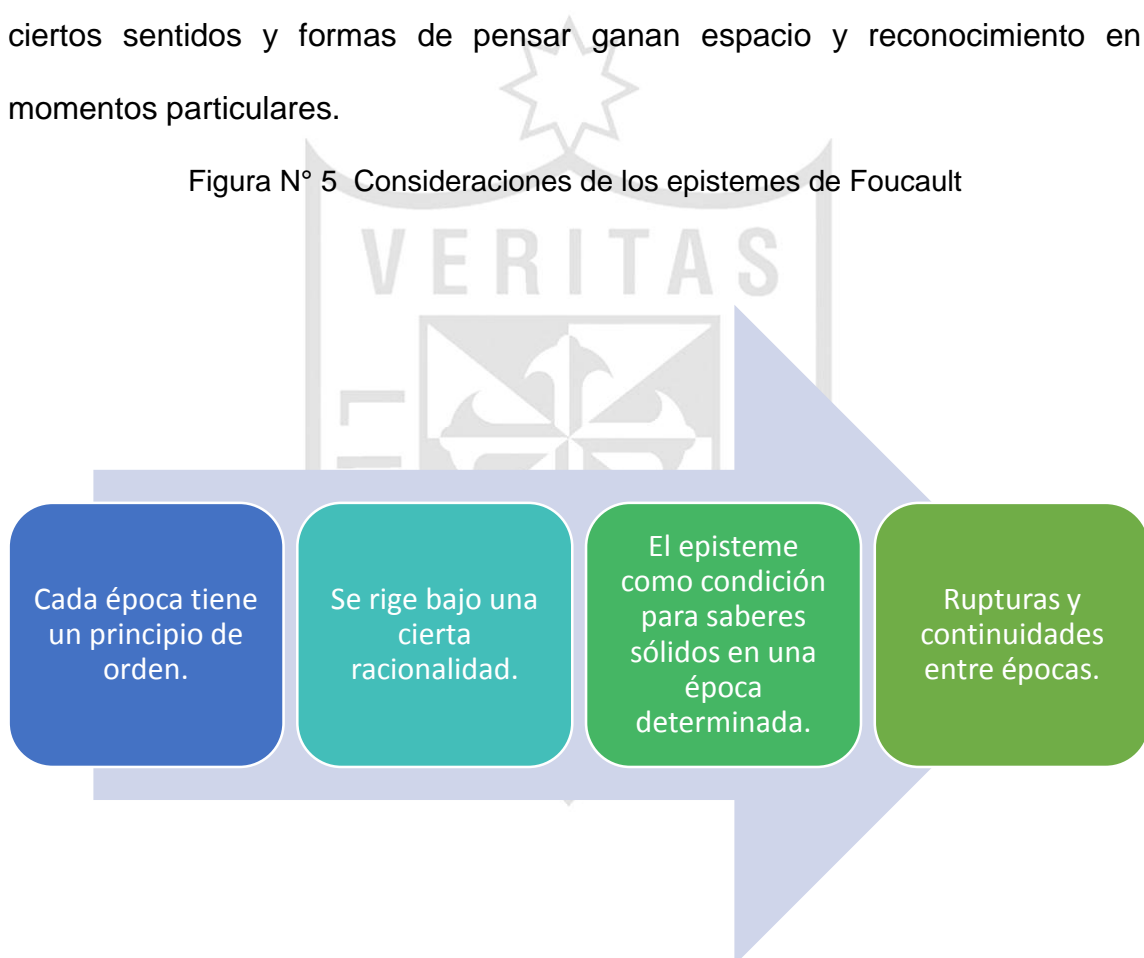 ciertos sentidos y formas de pensar ganan espacio y reconocimiento en
momentos particulares.
Figura N° 5 Consideraciones de los epistemes de Foucault
VERITAS
Cada época tiene
un principio de
orden.
Se rige bajo una
cierta
racionalidad.
El episteme
como condición
para saberes
sólidos en una
época
determinada.
Rupturas y
continuidades
entre épocas.